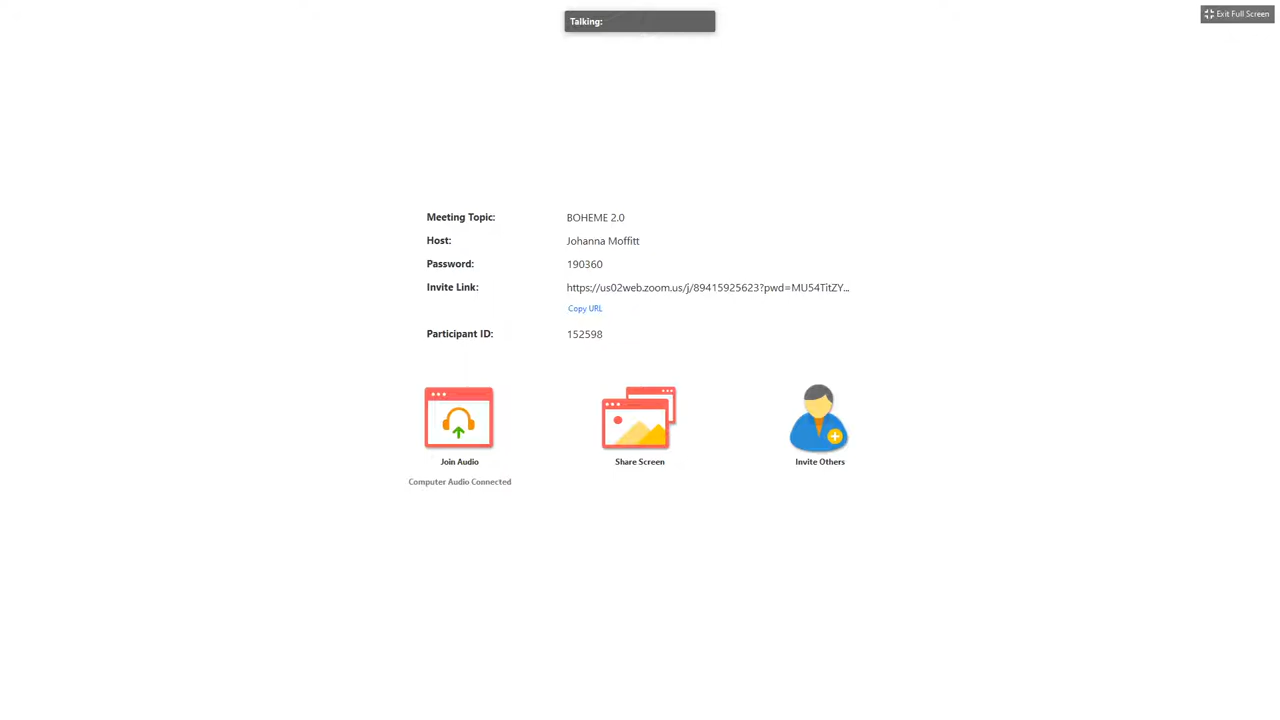 Talking:
Exit Full Screen
Meeting Topic: BOHEME 2.0
Host: Johanna Moffitt
Password: 190360
Invite Link: https://us02web.zoom.us/j/89415925623?pwd=MU54TitZY...
Copy URL
Participant ID: 152598
Join Audio Share Screen Invite Others
Computer Audio Connected